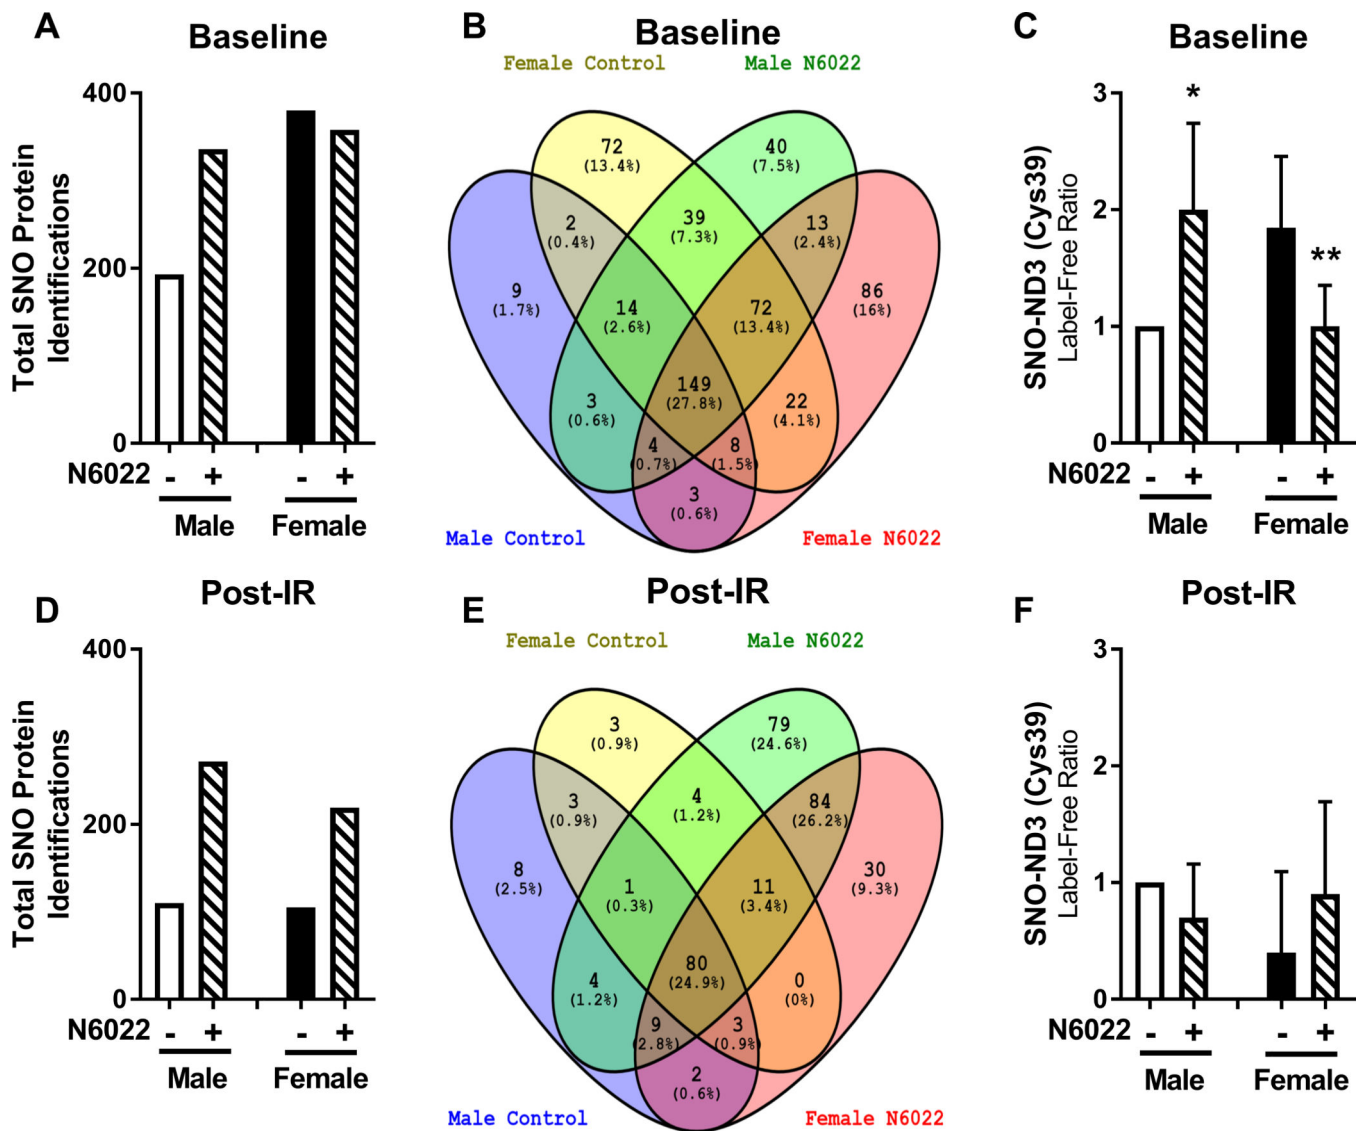 A
Baseline
Total SNO Protein
Identifications
400
200
0
N6022
-
+
-
+
Male
Female
B
Baseline
Female Control
Male N6022
72
(13.4%)
40
(7.5%)
2
(0.4%)
39
(7.3%)
13
(2.4%)
9
(1.7%)
14
(2.6%)
72
(13.4%)
86
(16%)
149
(27.8%)
3
(0.6%)
22
(4.1%)
4
(0.7%)
8
(1.5%)
3
(0.6%)
Male Control
Female N6022
C
Baseline
SNO-ND3 (Cys39)
Label-Free Ratio
3
2
1
0
*
**
N6022
-
+
-
+
Male
Female
D
Post-IR
Total SNO Protein
Identifications
400
200
0
N6022
-
+
-
+
Male
Female
E
Post-IR
Female Control
Male N6022
3
(0.9%)
79
(24.6%)
3
(0.9%)
4
(1.2%)
84
(26.2%)
8
(2.5%)
1
(0.3%)
11
(3.4%)
30
(9.3%)
80
(24.9%)
4
(1.2%)
0
(0%)
9
(2.8%)
3
(0.9%)
2
(0.6%)
Male Control
Female N6022
F
Post-IR
SNO-ND3 (Cys39)
Label-Free Ratio
3
2
1
0
N6022
-
+
-
+
Male
Female